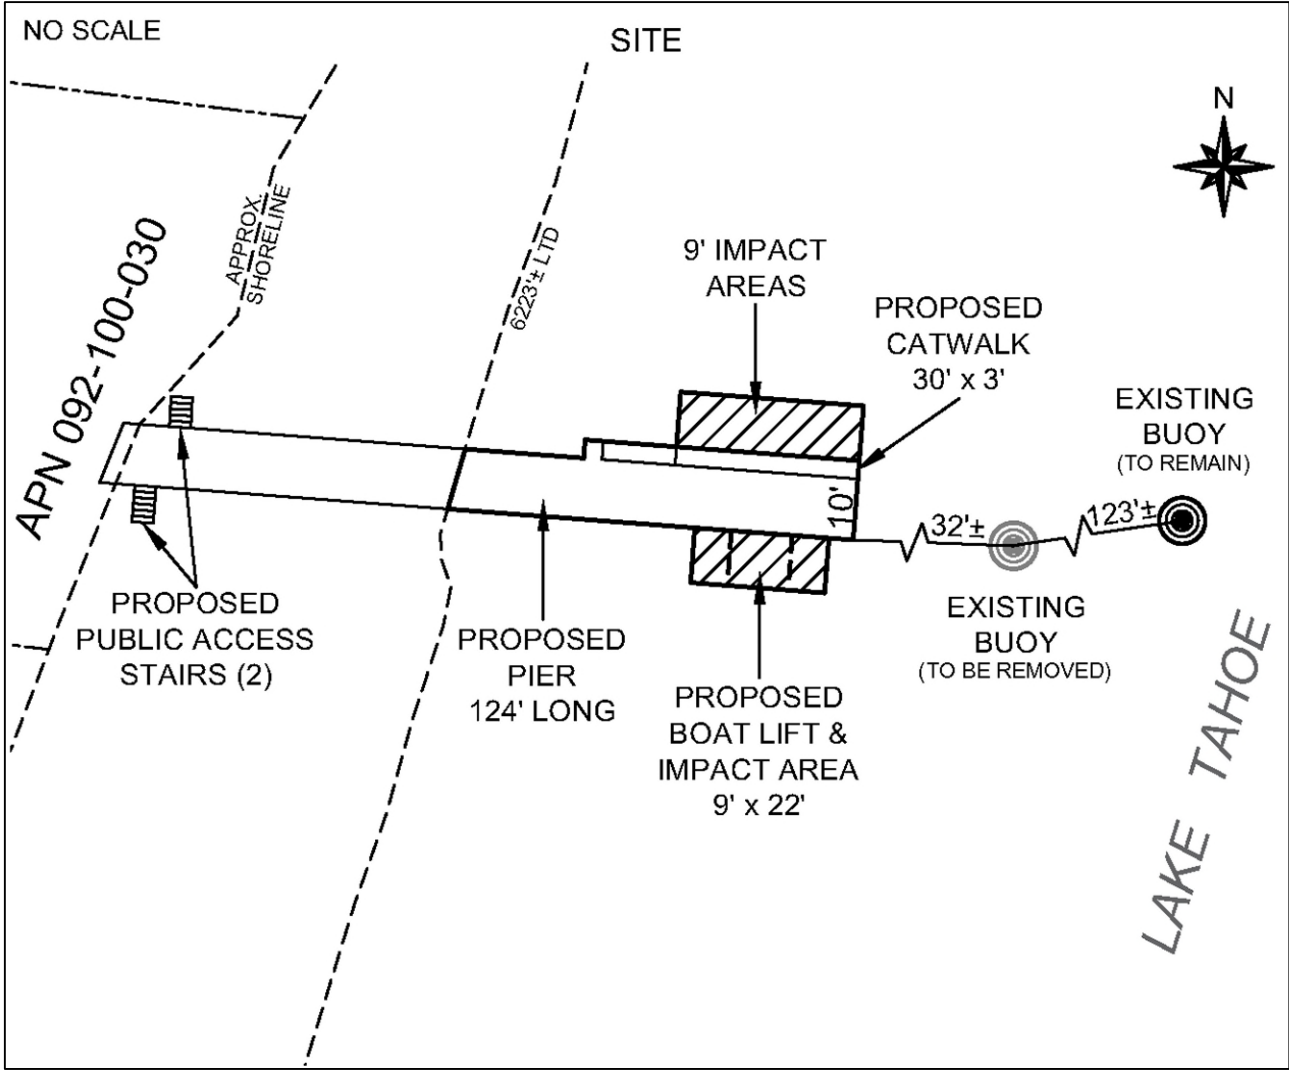 NO SCALE
SITE
N
APPROX.
SHORELINE
6223'± LTD
APN 092-100-030
9' IMPACT
AREAS
PROPOSED
CATWALK
30' x 3'
EXISTING
BUOY
(TO REMAIN)
10'
32'±
123'±
PROPOSED
PUBLIC ACCESS
STAIRS (2)
PROPOSED
PIER
124' LONG
PROPOSED
BOAT LIFT &
IMPACT AREA
9' x 22'
EXISTING
BUOY
(TO BE REMOVED)
LAKE TAHOE